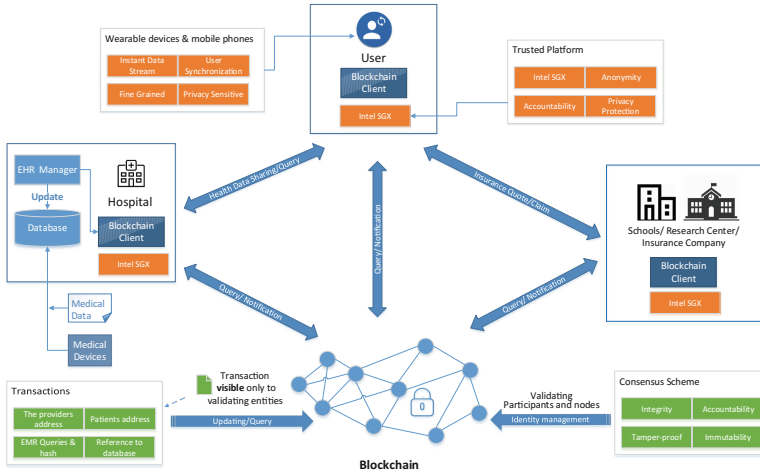 Wearable devices & mobile phones
Instant Data
Stream
User
Synchronization
Fine Grained
Privacy Sensitive
User
Blockchain
Client
Intel SGX
Trusted Platform
Intel SGX
Anonymity
Accountability
Privacy
Protection
EHR Manager
Update
Database
Hospital
Blockchain
Client
Intel SGX
Medical
Data
Medical
Devices
Health Data Sharing/Query
Insurance Quote/Claim
Query/ Notification
Query/ Notification
Query/ Notification
Schools/ Research Center/
Insurance Company
Blockchain
Client
Intel SGX
Transactions
The providers
address
Patients address
EMR Queries &
hash
Reference to
database
Transaction
visible only to
validating entities
Updating/Query
Blockchain
Validating
Participants and nodes
Identity management
Consensus Scheme
Integrity
Accountability
Tamper-proof
Immutability